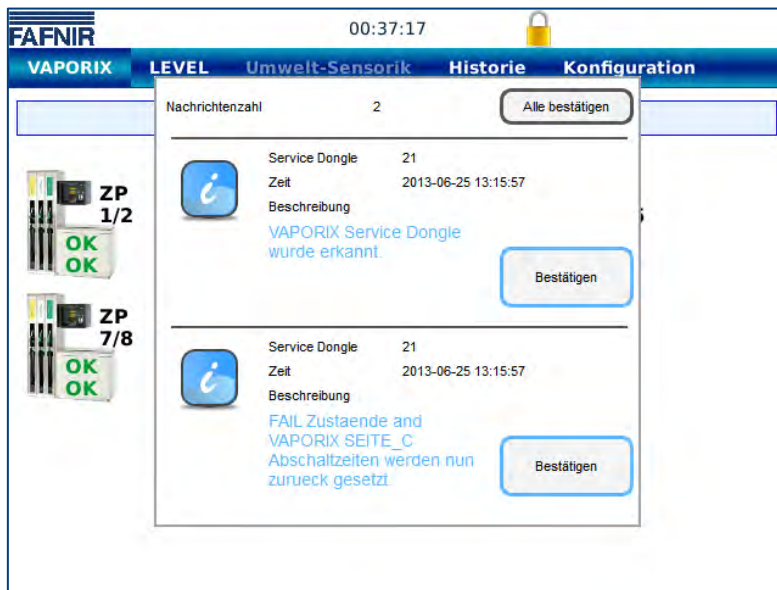 FAFNIR
00:37:17
VAPORIX LEVEL Umwelt-Sensorik Historie Konfiguration
Nachrichtenzahl 2 Alle bestätigen
Service Dongle 21
Zeit 2013-06-25 13:15:57
Beschreibung
VAPORIX Service Dongle
wurde erkannt.
Bestätigen
ZP
1/2
OK
OK
Service Dongle 21
Zeit 2013-06-25 13:15:57
Beschreibung
FAIL Zustaende and
VAPORIX SEITE_C
Abschaltzeiten werden nun
zurueck gesetzt.
Bestätigen
ZP
7/8
OK
OK